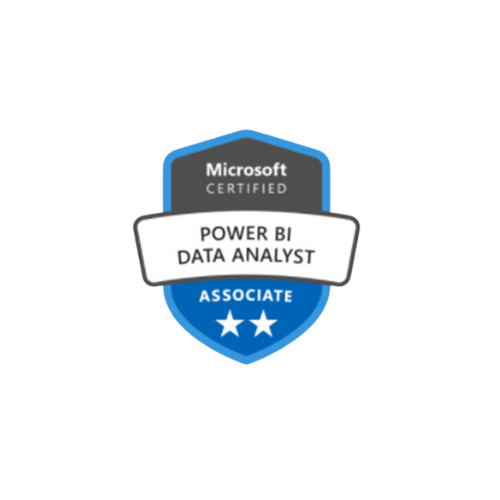 Microsoft
CERTIFIED
POWER BI
DATA ANALYST
ASSOCIATE